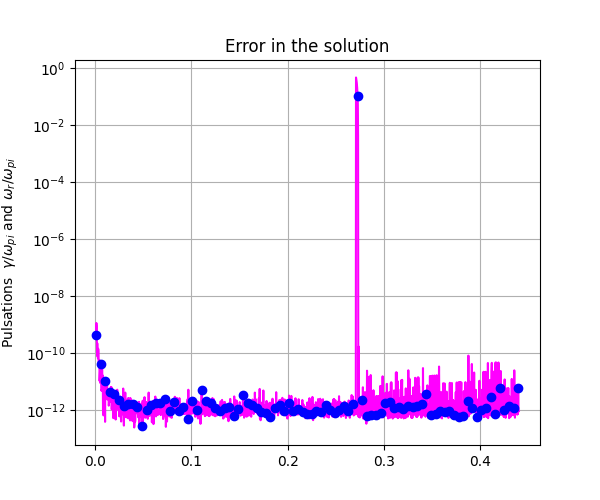 Error in the solution
Pulsations γ/ω_pi and ω_r/ω_pi
10^0
10^-2
10^-4
10^-6
10^-8
10^-10
10^-12
0.0 0.1 0.2 0.3 0.4